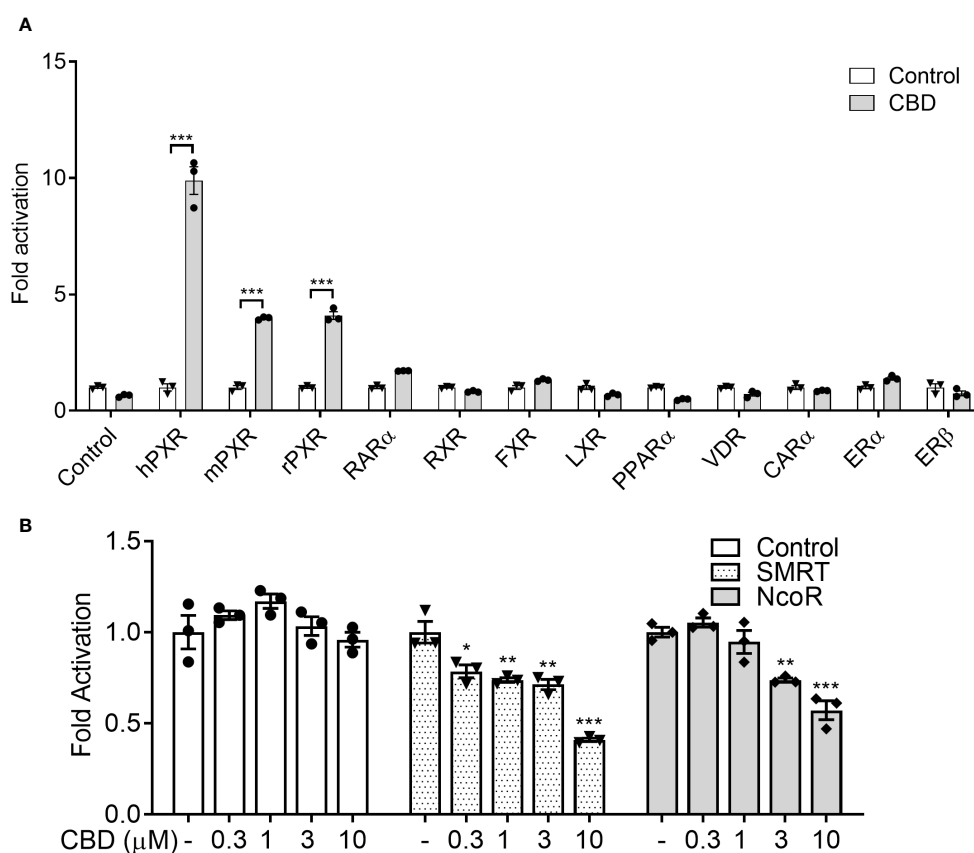 A
15
10
5
0
Fold activation
Control
CBD
***
***
***
Control hPXR mPXR rPXR RARα RXR FXR LXR PPARα VDR CARα ERα ERβ
B
1.5
1.0
0.5
0.0
Fold Activation
Control
SMRT
NcoR
* ** ** *** ** ***
CBD (μM) - 0.3 1 3 10 - 0.3 1 3 10 - 0.3 1 3 10